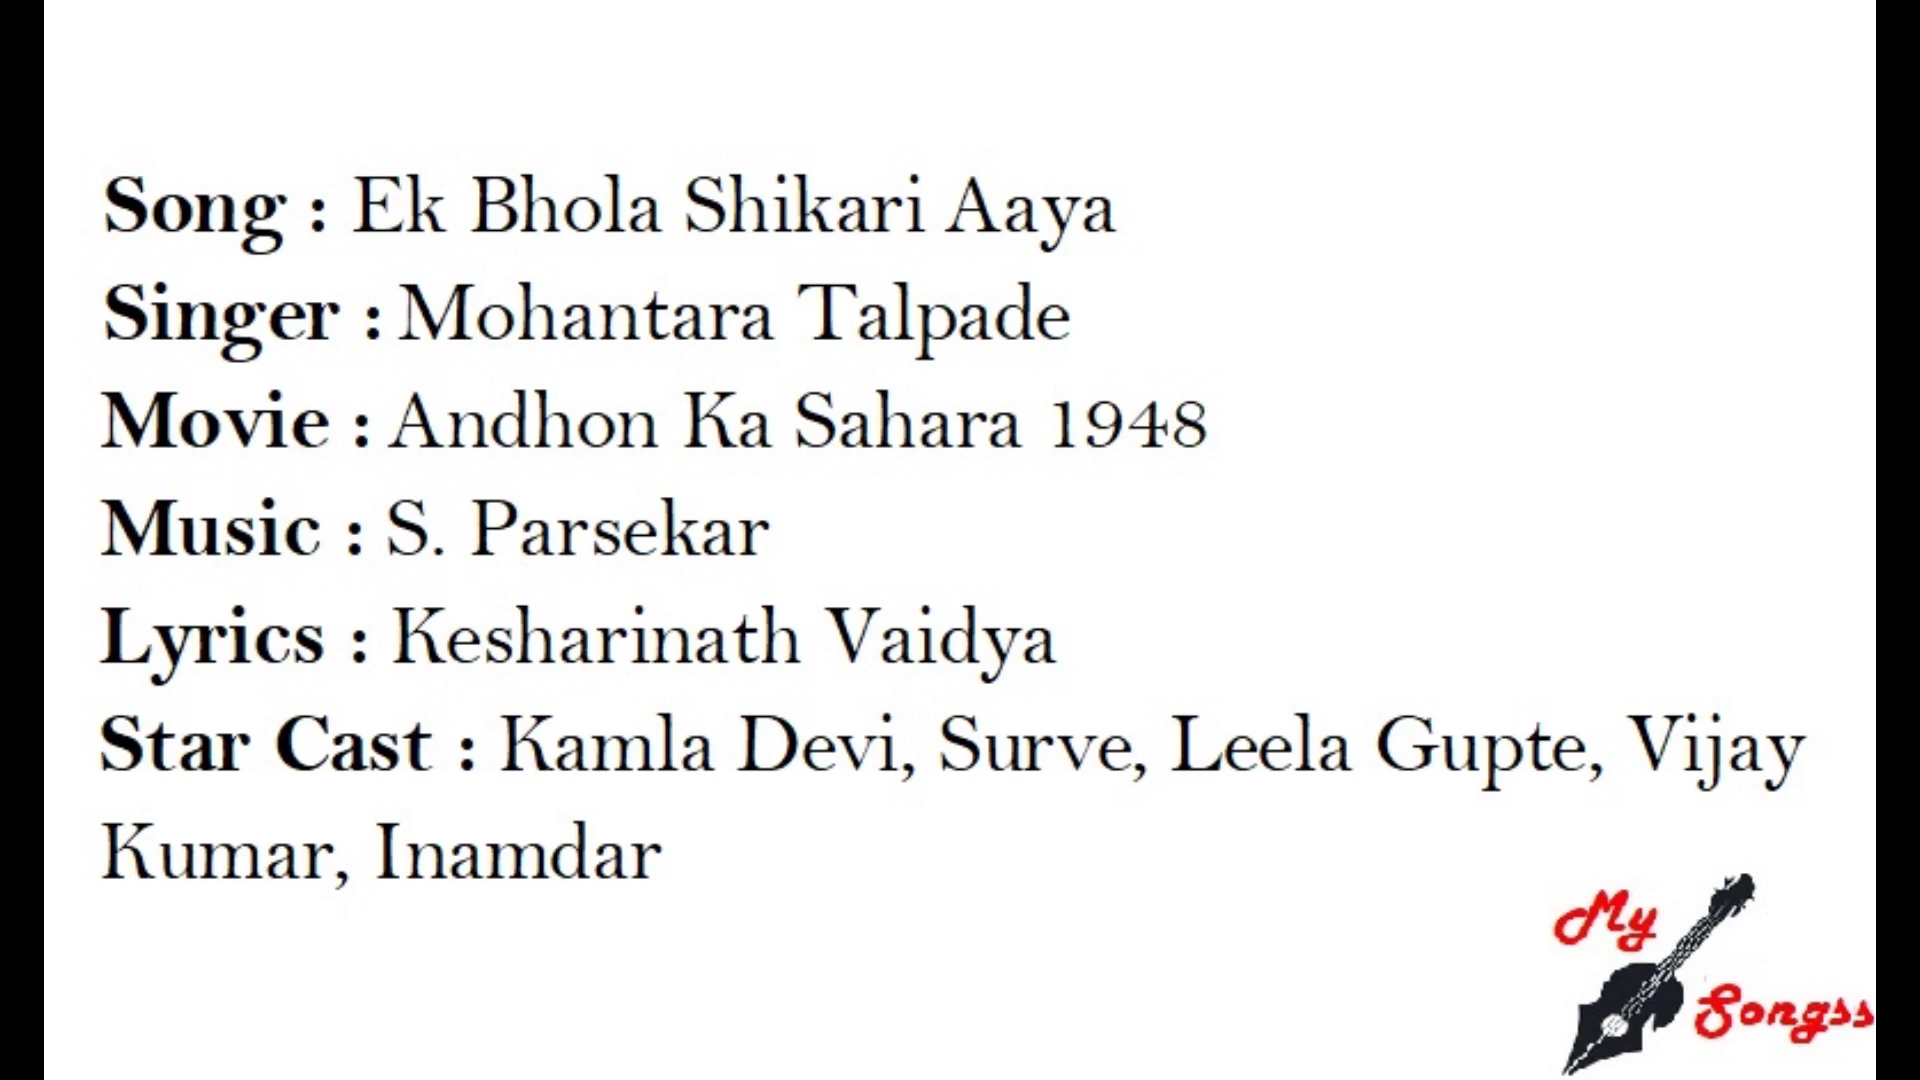 Song : Ek Bhola Shikari Aaya
Singer : Mohantara Talpade
Movie : Andhon Ka Sahara 1948
Music : S. Parsekar
Lyrics : Kesharinath Vaidya
Star Cast : Kamla Devi, Surve, Leela Gupte, Vijay
Kumar, Inamdar
My
Songss